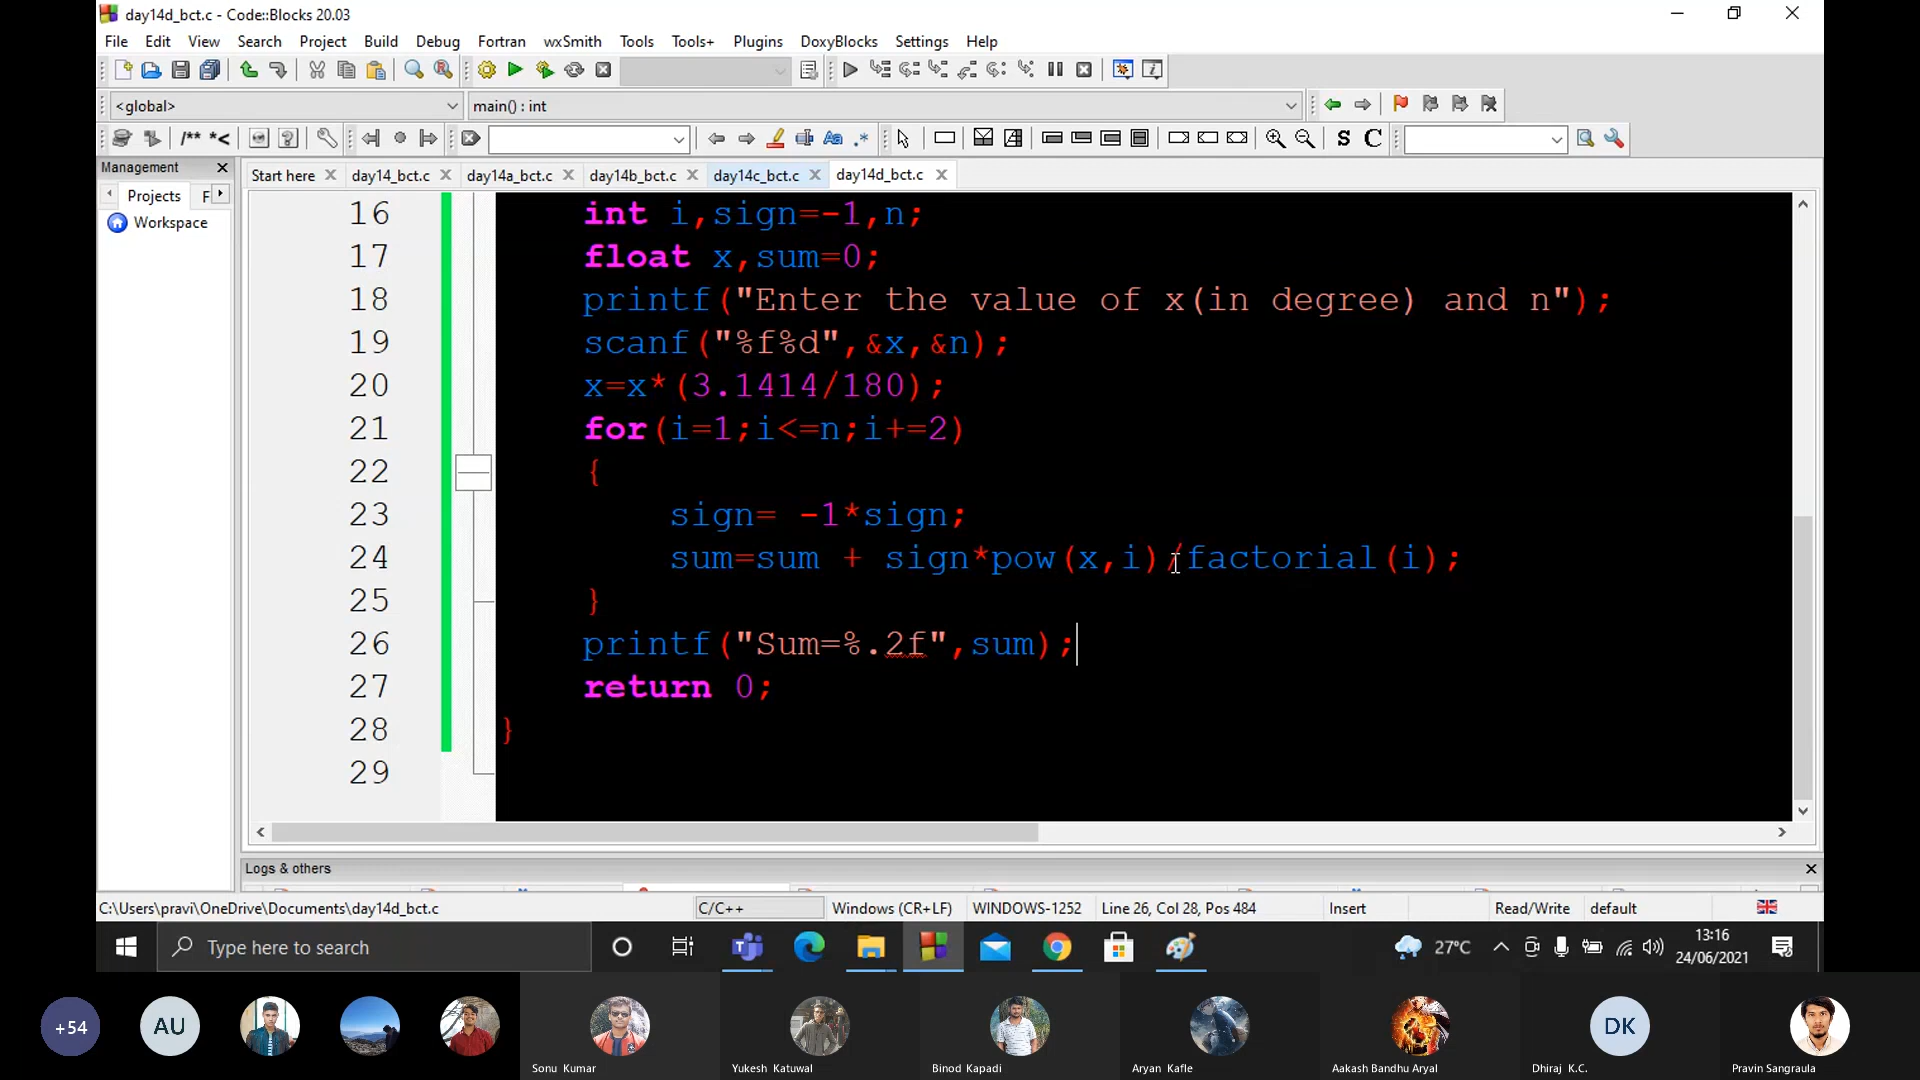 day14d_bct.c - Code::Blocks 20.03
File Edit View Search Project Build Debug Fortran wxSmith Tools Tools+ Plugins DoxyBlocks Settings Help
<global> main() : int
/** *< Aa .* S C
Management
Start here day14_bct.c day14a_bct.c day14b_bct.c day14c_bct.c day14d_bct.c
Projects F
Workspace
16 int i,sign=-1,n;
17 float x,sum=0;
18 printf("Enter the value of x(in degree) and n");
19 scanf("%f%d",&x,&n);
20 x=x*(3.1414/180);
21 for(i=1;i<=n;i+=2)
22 {
23 sign= -1*sign;
24 sum=sum + sign*pow(x,i)/factorial(i);
25 }
26 printf("Sum=%.2f",sum);
27 return 0;
28 }
29
Logs & others
C:\Users\pravi\OneDrive\Documents\day14d_bct.c C/C++ Windows (CR+LF) WINDOWS-1252 Line 26, Col 28, Pos 484 Insert Read/Write default
Type here to search
27°C
13:16
24/06/2021
+54 AU DK
Sonu Kumar Yukesh Katuwal Binod Kapadi Aryan Kafle Aakash Bandhu Aryal Dhiraj K.C. Pravin Sangraula